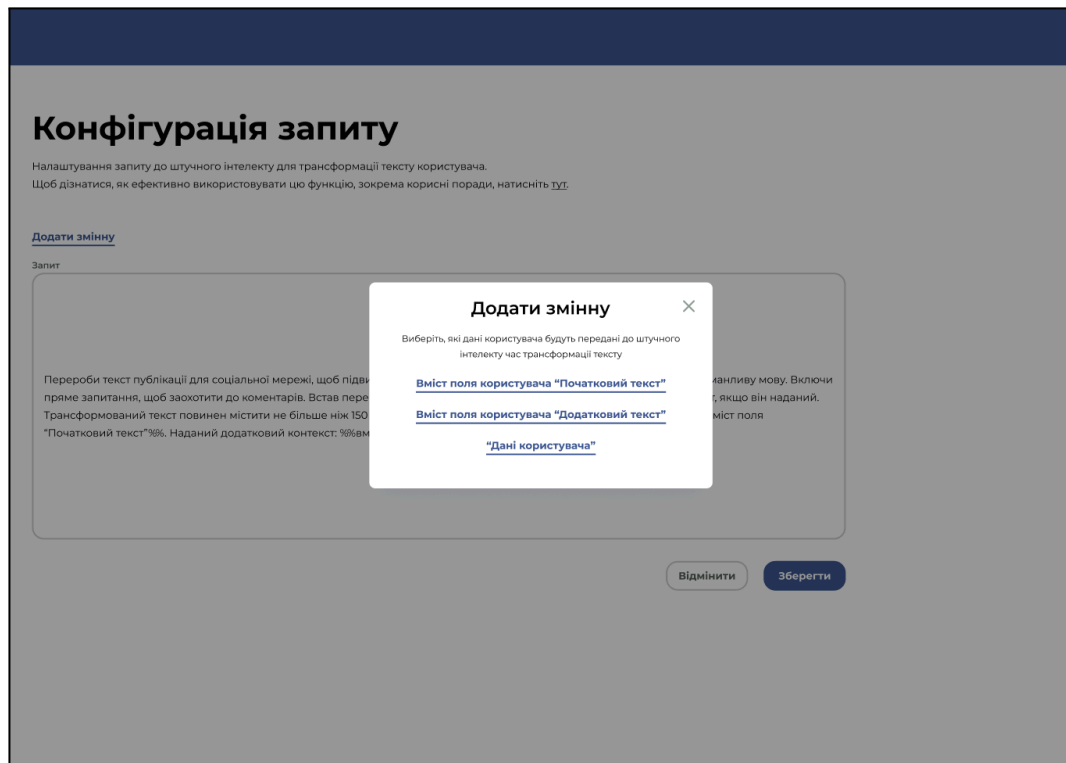 Конфігурація запиту
Налаштування запиту до штучного інтелекту для трансформації тексту користувача.
Щоб дізнатися, як ефективно використовувати цю функцію, зокрема корисні поради, натисніть тут.
Додати змінну
Запит
Додати змінну
Виберіть, які дані користувача будуть передані до штучного
інтелекту час трансформації тексту
Вміст поля користувача “Початковий текст”
Вміст поля користувача “Додатковий текст”
“Дані користувача”
Перероби текст публікації для соціальної мережі, щоб манливу мову. Включи
пряме запитання, щоб заохотити до коментарів. Встав якщо він наданий.
Трансформований текст повинен містити не більше ніж 150 міст поля
“Початковий текст”%%. Наданий додатковий контекст:
Відмінити
Зберегти